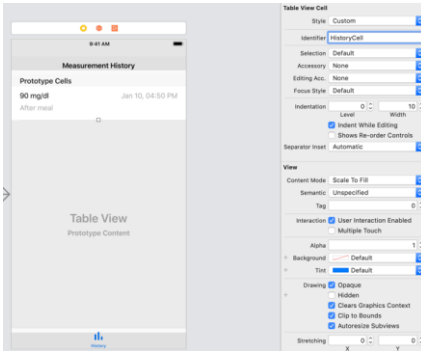 9:41 AM
Measurement History
Prototype Cells
90 mg/dl
Jan 10, 04:50 PM
After meal
Table View
Prototype Content
History
Table View Cell
Style Custom
Identifier HistoryCell
Selection Default
Accessory None
Editing Acc. None
Focus Style Default
Indentation 0 10
Level Width
Indent While Editing
Shows Re-order Controls
Separator Inset Automatic
View
Content Mode Scale To Fill
Semantic Unspecified
Tag 0
Interaction User Interaction Enabled
Multiple Touch
Alpha 1
Background Default
Tint Default
Drawing Opaque
Hidden
Clears Graphics Context
Clip to Bounds
Autoresize Subviews
Stretching 0 0
X Y